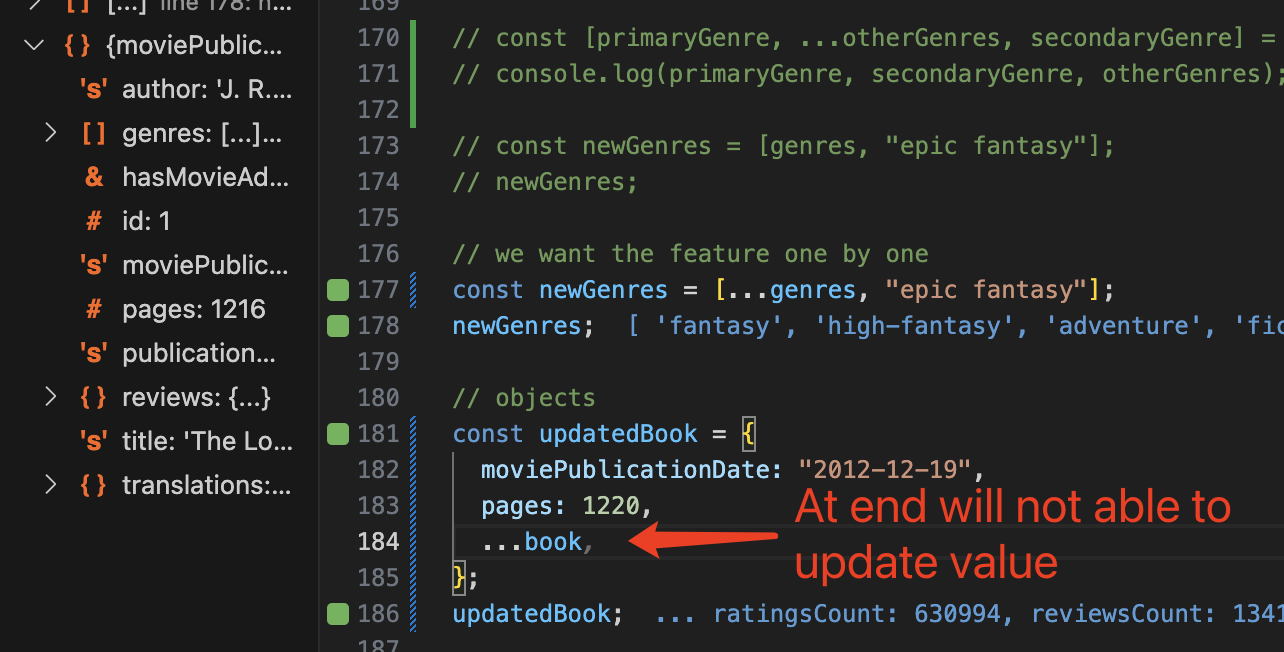 [ ] [...] line 178: n...
{ } {moviePublic...
's' author: 'J. R....
[ ] genres: [...]...
& hasMovieAd...
# id: 1
's' moviePublic...
# pages: 1216
's' publication...
{ } reviews: {...}
's' title: 'The Lo...
{ } translations:...
169
170 // const [primaryGenre, ...otherGenres, secondaryGenre] =
171 // console.log(primaryGenre, secondaryGenre, otherGenres);
172
173 // const newGenres = [genres, "epic fantasy"];
174 // newGenres;
175
176 // we want the feature one by one
177 const newGenres = [...genres, "epic fantasy"];
178 newGenres; [ 'fantasy', 'high-fantasy', 'adventure', 'fic
179
180 // objects
181 const updatedBook = {
182 moviePublicationDate: "2012-12-19",
183 pages: 1220,
184 ...book,
185 };
186 updatedBook; ... ratingsCount: 630994, reviewsCount: 1341
187
At end will not able to
update value